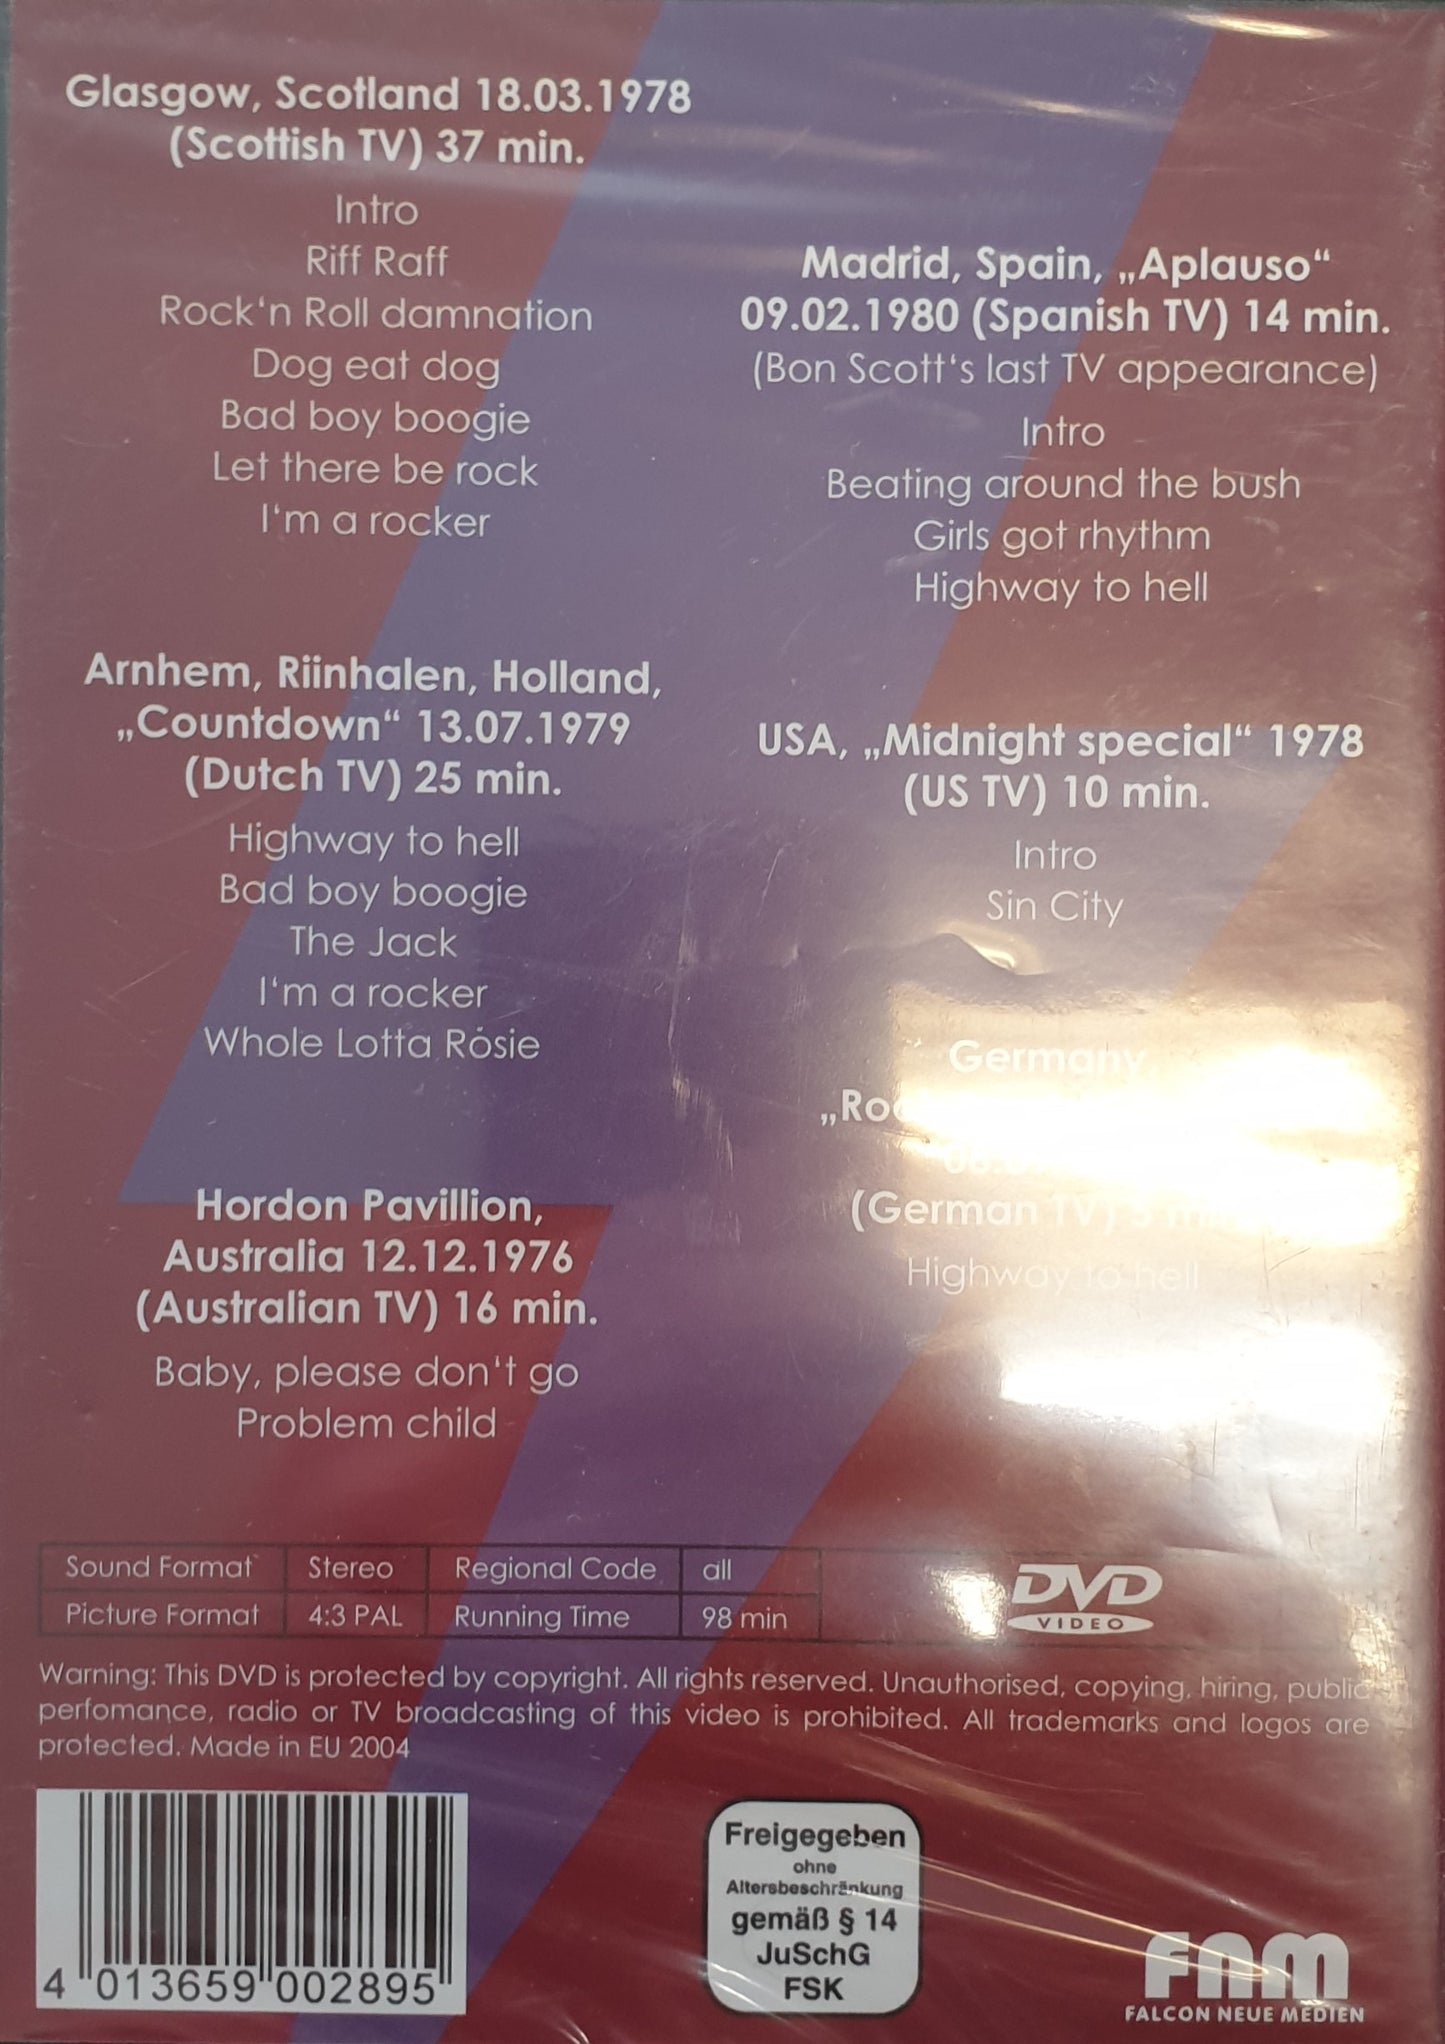 Glasgow, Scotland 18.03.1978
(Scottish TV) 37 min.
Intro
Riff Raff
Rock'n Roll damnation
Dog eat dog
Bad boy boogie
Let there be rock
I'm a rocker
Arnhem, Riinhalen, Holland,
„Countdown“ 13.07.1979
(Dutch TV) 25 min.
Highway to hell
Bad boy boogie
The Jack
I'm a rocker
Whole Lotta Rosie
Hordon Pavillion,
Australia 12.12.1976
(Australian TV) 16 min.
Baby, please don't go
Problem child
Madrid, Spain, „Aplauso“
09.02.1980 (Spanish TV) 14 min.
(Bon Scott's last TV appearance)
Intro
Beating around the bush
Girls got rhythm
Highway to hell
USA, „Midnight special“ 1978
(US TV) 10 min.
Intro
Sin City
Germany,
(German TV)
Highway to hell
Sound Format Stereo Regional Code all
Picture Format 4:3 PAL Running Time 98 min
DVD
VIDEO
Warning: This DVD is protected by copyright. All rights reserved. Unauthorised, copying, hiring, public
perfomance, radio or TV broadcasting of this video is prohibited. All trademarks and logos are
protected. Made in EU 2004
4 013659 002895
Freigegeben
ohne
Altersbeschränkung
gemäß § 14
JuSchG
FSK
FNM
FALCON NEUE MEDIEN